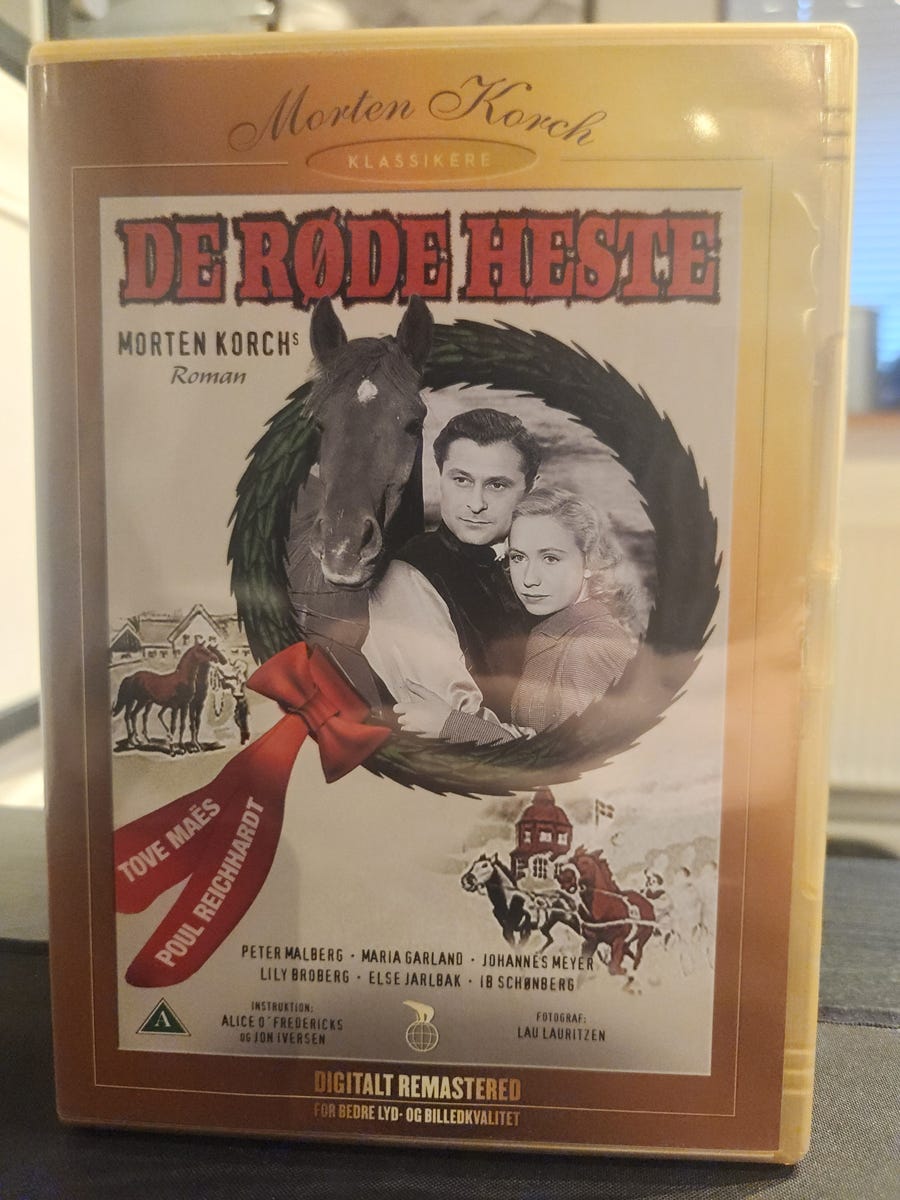 Morten Korch
KLASSIKERE
DE RØDE HESTE
MORTEN KORCHS
Roman
TOVE MAËS
POUL REICHHARDT
PETER MALBERG · MARIA GARLAND · JOHANNES MEYER
LILY BROBERG · ELSE JARLBAK · IB SCHØNBERG
INSTRUKTION:
ALICE O´FREDERICKS
OG JON IVERSEN
FOTOGRAF:
LAU LAURITZEN
A
DIGITALT REMASTERED
FOR BEDRE LYD- OG BILLEDKVALITET